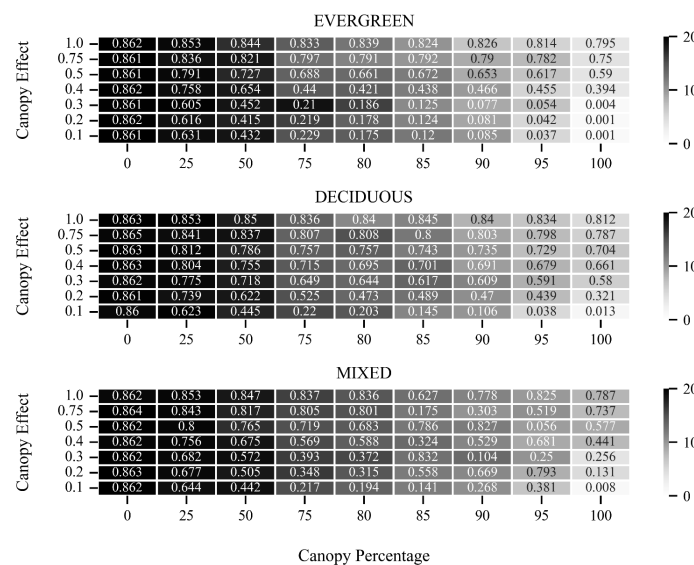 EVERGREEN
1.0 0.862 0.853 0.844 0.833 0.839 0.824 0.826 0.814 0.795
0.75 0.861 0.836 0.821 0.797 0.791 0.792 0.79 0.782 0.75
0.5 0.861 0.791 0.727 0.688 0.661 0.672 0.653 0.617 0.59
0.4 0.862 0.758 0.654 0.44 0.421 0.438 0.466 0.455 0.394
0.3 0.861 0.605 0.452 0.21 0.186 0.125 0.077 0.054 0.004
0.2 0.862 0.616 0.415 0.219 0.178 0.124 0.081 0.042 0.001
0.1 0.861 0.631 0.432 0.229 0.175 0.12 0.085 0.037 0.001
0 25 50 75 80 85 90 95 100
Canopy Effect
20
10
0
DECIDUOUS
1.0 0.863 0.853 0.85 0.836 0.84 0.845 0.84 0.834 0.812
0.75 0.865 0.841 0.837 0.807 0.808 0.8 0.803 0.798 0.787
0.5 0.863 0.812 0.786 0.757 0.757 0.743 0.735 0.729 0.704
0.4 0.863 0.804 0.755 0.715 0.695 0.701 0.691 0.679 0.661
0.3 0.862 0.775 0.718 0.649 0.644 0.617 0.609 0.591 0.58
0.2 0.861 0.739 0.622 0.525 0.473 0.489 0.47 0.439 0.321
0.1 0.86 0.623 0.445 0.22 0.203 0.145 0.106 0.038 0.013
0 25 50 75 80 85 90 95 100
Canopy Effect
20
10
0
MIXED
1.0 0.862 0.853 0.847 0.837 0.836 0.627 0.778 0.825 0.787
0.75 0.864 0.843 0.817 0.805 0.801 0.175 0.303 0.519 0.737
0.5 0.862 0.8 0.765 0.719 0.683 0.786 0.827 0.056 0.577
0.4 0.862 0.756 0.675 0.569 0.588 0.324 0.529 0.681 0.441
0.3 0.862 0.682 0.572 0.393 0.372 0.832 0.104 0.25 0.256
0.2 0.863 0.677 0.505 0.348 0.315 0.558 0.669 0.793 0.131
0.1 0.862 0.644 0.442 0.217 0.194 0.141 0.268 0.381 0.008
0 25 50 75 80 85 90 95 100
Canopy Effect
20
10
0
Canopy Percentage